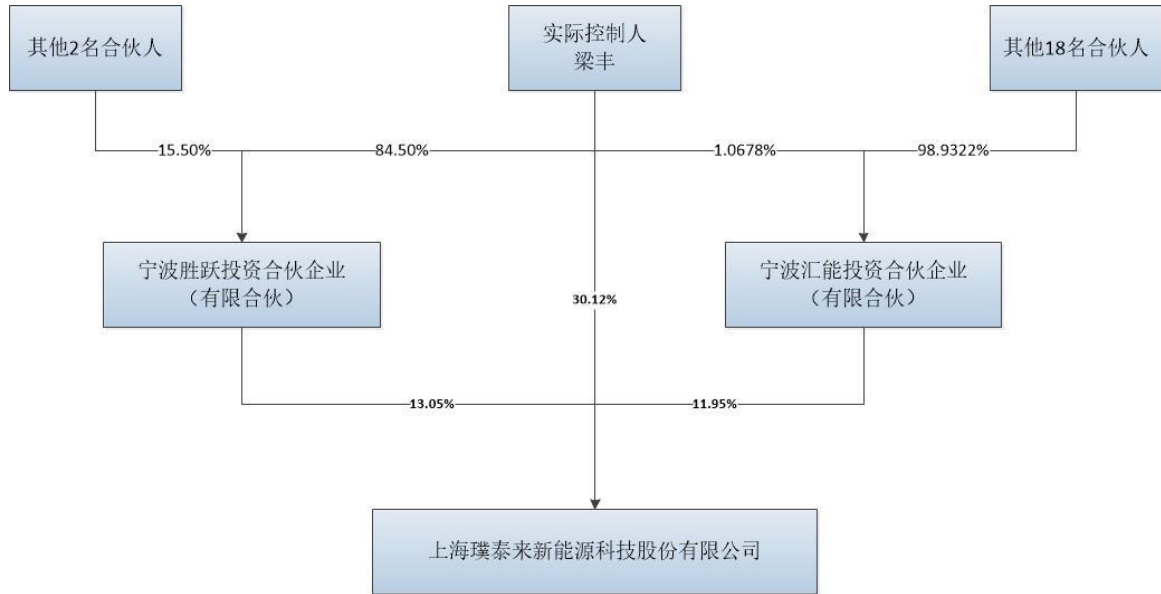 其他2名合伙人
实际控制人
梁丰
其他18名合伙人
15.50%
84.50%
1.0678%
98.9322%
宁波胜跃投资合伙企业
（有限合伙）
30.12%
宁波汇能投资合伙企业
（有限合伙）
13.05%
11.95%
上海璞泰来新能源科技股份有限公司